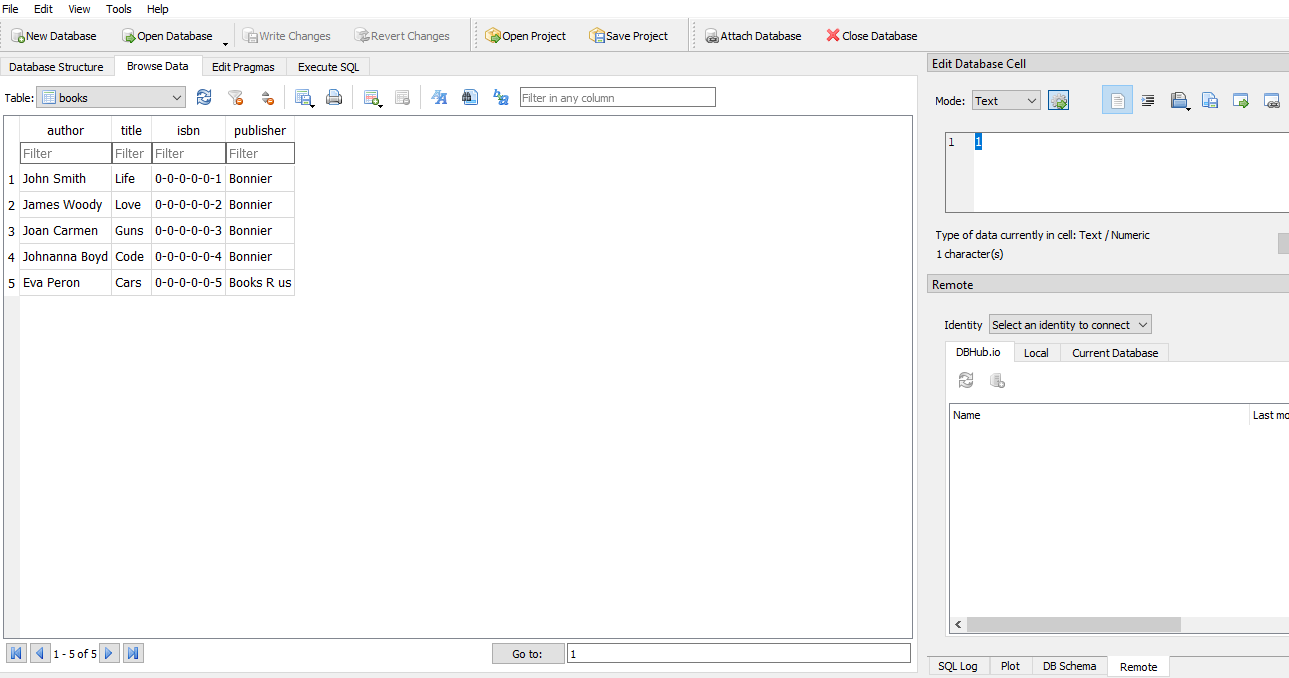 File Edit View Tools Help
New Database Open Database Write Changes Revert Changes Open Project Save Project Attach Database Close Database
Database Structure Browse Data Edit Pragmas Execute SQL
Table: books Filter in any column
author title isbn publisher
Filter Filter Filter Filter
1 John Smith Life 0-0-0-0-0-1 Bonnier
2 James Woody Love 0-0-0-0-0-2 Bonnier
3 Joan Carmen Guns 0-0-0-0-0-3 Bonnier
4 Johnanna Boyd Code 0-0-0-0-0-4 Bonnier
5 Eva Peron Cars 0-0-0-0-0-5 Books R us
1 - 5 of 5 Go to: 1
Edit Database Cell
Mode: Text
1 1
Type of data currently in cell: Text / Numeric
1 character(s)
Remote
Identity Select an identity to connect
DBHub.io Local Current Database
Name Last mo
SQL Log Plot DB Schema Remote